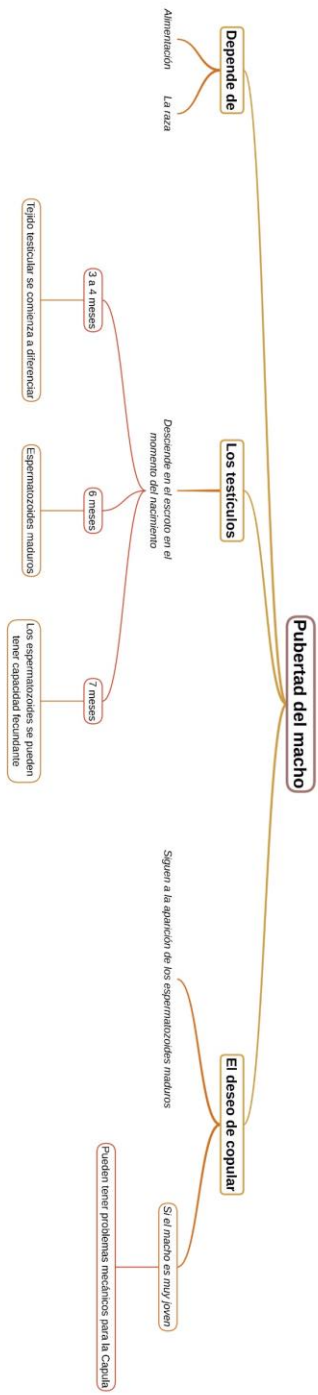 Pubertad del macho
Depende de
Alimentación
La raza
Los testículos
Desciende en el escroto en el
momento del nacimiento
3 a 4 meses
Tejido testicular se comienza a diferenciar
6 meses
Espermatozoides maduros
7 meses
Los espermatozoides se pueden
tener capacidad fecundante
El deseo de copular
Siguen a la aparición de los espermatozoides maduros
Si el macho es muy joven
Pueden tener problemas mecánicos para la Capula